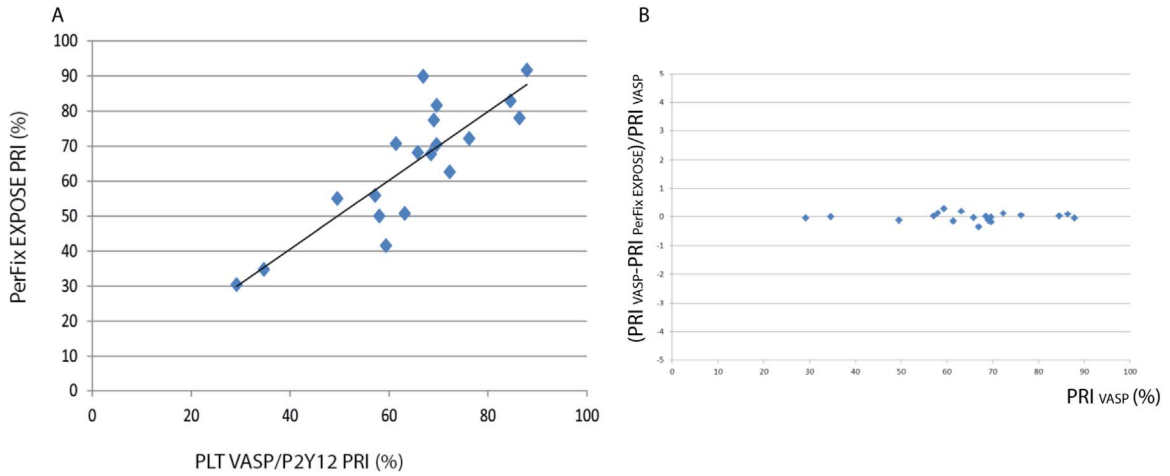 A
100
90
80
70
60
50
40
30
20
10
0
0 20 40 60 80 100
PerFix EXPOSE PRI (%)
PLT VASP/P2Y12 PRI (%)
B
5
4
3
2
1
0
-1
-2
-3
-4
-5
0 10 20 30 40 50 60 70 80 90 100
(PRI VASP-PRI PerFix EXPOSE)/PRI VASP
PRI VASP (%)